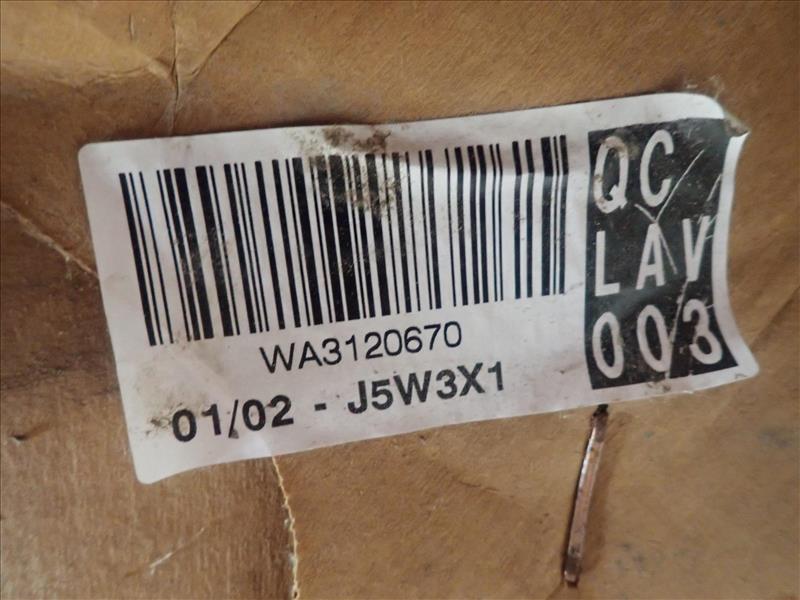 WA3120670
01/02 - J5W3X1
QC
LAV
003